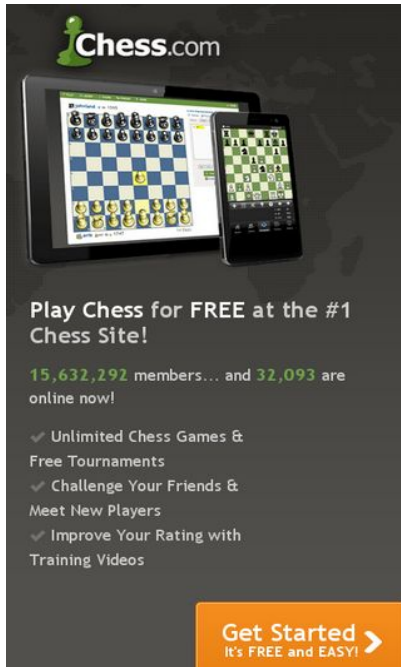 Chess.com
Play Chess for FREE at the #1
Chess Site!
15,632,292 members... and 32,093 are
online now!
Unlimited Chess Games &
Free Tournaments
Challenge Your Friends &
Meet New Players
Improve Your Rating with
Training Videos
Get Started
It's FREE and EASY!